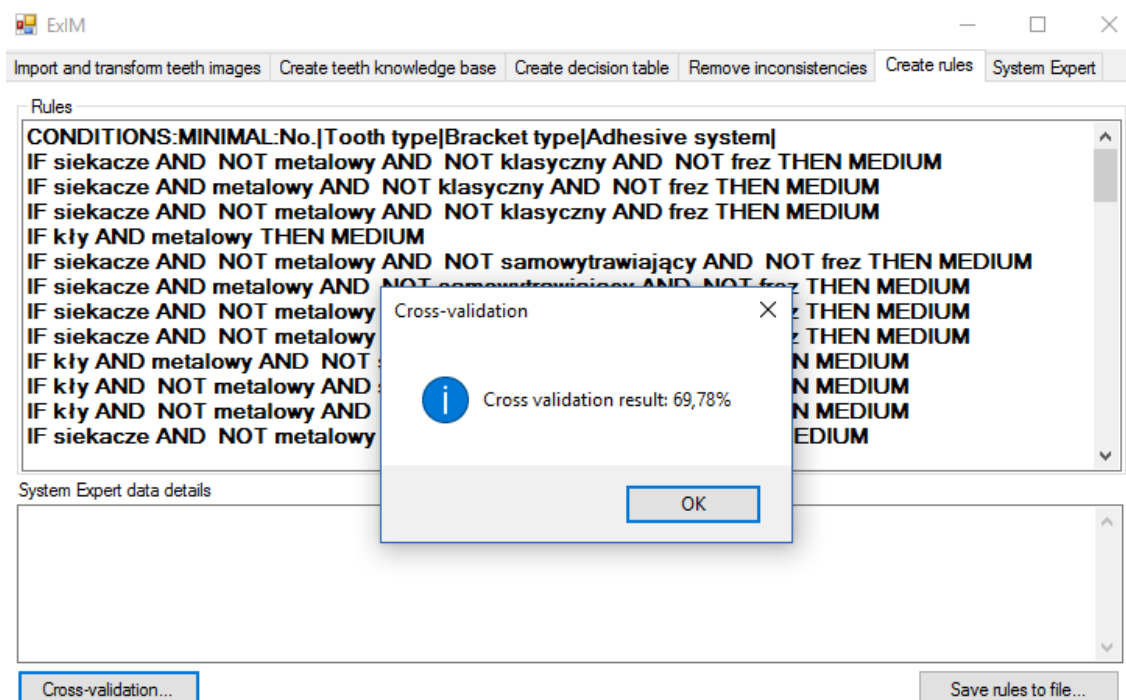 ExIM
Import and transform teeth images Create teeth knowledge base Create decision table Remove inconsistencies Create rules System Expert
Rules
CONDITIONS:MINIMAL:No.|Tooth type|Bracket type|Adhesive system|
IF siekacze AND NOT metalowy AND NOT klasyczny AND NOT frez THEN MEDIUM
IF siekacze AND metalowy AND NOT klasyczny AND NOT frez THEN MEDIUM
IF siekacze AND NOT metalowy AND NOT klasyczny AND frez THEN MEDIUM
IF kły AND metalowy THEN MEDIUM
IF siekacze AND NOT metalowy AND NOT samowytrawiający AND NOT frez THEN MEDIUM
IF siekacze AND metalowy AND NOT samowytrawiający AND NOT frez THEN MEDIUM
IF siekacze AND NOT metalowy THEN MEDIUM
IF siekacze AND NOT metalowy THEN MEDIUM
IF kły AND metalowy AND NOT MEDIUM
IF kły AND NOT metalowy AND MEDIUM
IF kły AND NOT metalowy AND MEDIUM
IF siekacze AND NOT metalowy
Cross-validation
Cross validation result: 69,78%
OK
System Expert data details
Cross-validation...
Save rules to file...